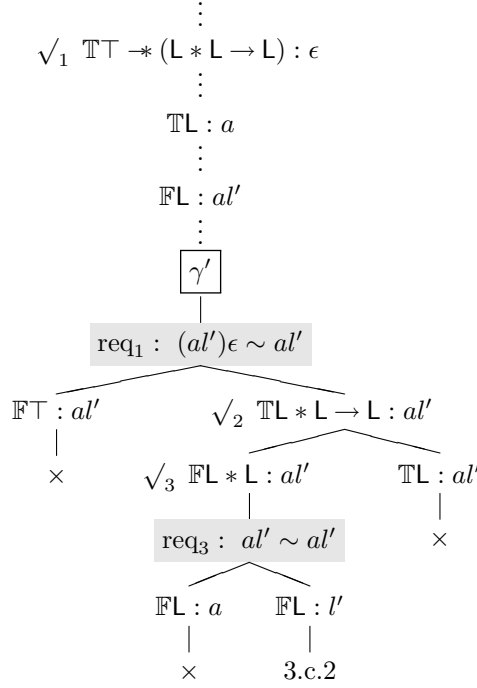 √₁ 𝕋⊤ −∗ (L ∗ L → L) : ϵ
𝕋L : a
𝔽L : al′
γ′
req₁ : (al′)ϵ ∼ al′
𝔽⊤ : al′ √₂ 𝕋L ∗ L → L : al′
× √₃ 𝔽L ∗ L : al′ 𝕋L : al′
req₃ : al′ ∼ al′ ×
𝔽L : a 𝔽L : l′
× 3.c.2